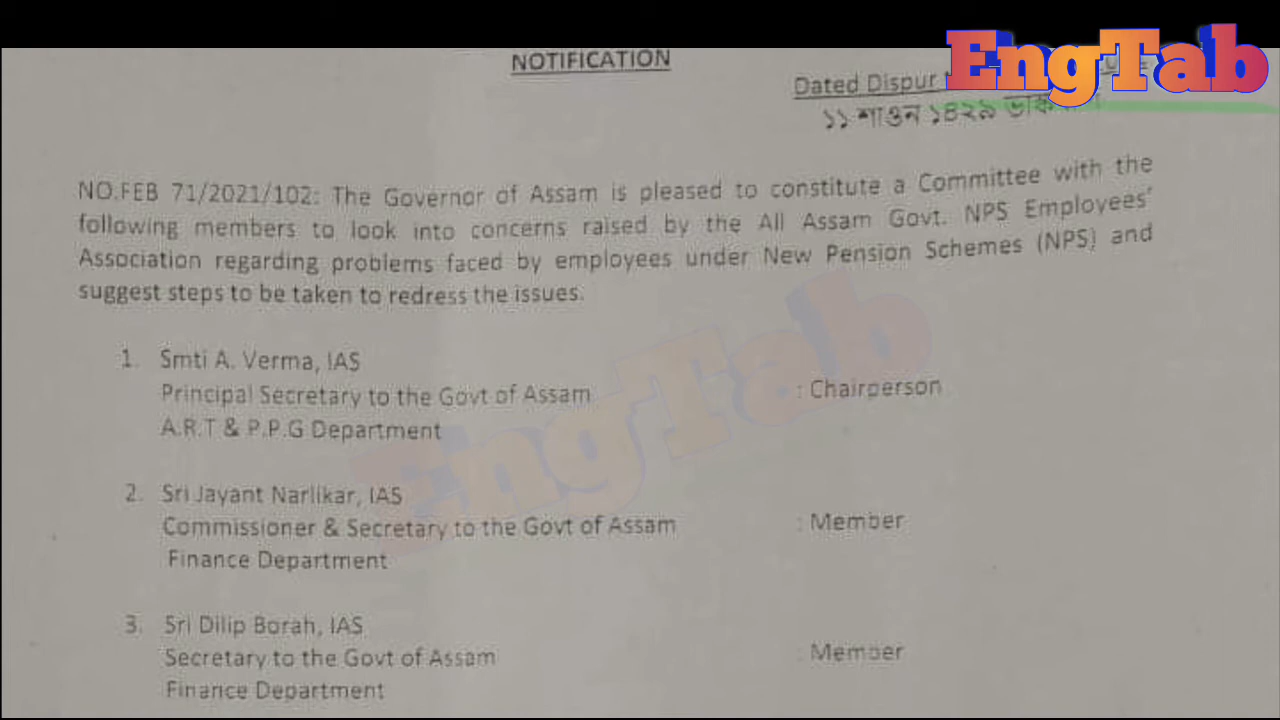 NOTIFICATION
EngTab
Dated Dispur
১১ শাওন ১৪২৯
NO.FEB 71/2021/102: The Governor of Assam is pleased to constitute a Committee with the
following members to look into concerns raised by the All Assam Govt. NPS Employees'
Association regarding problems faced by employees under New Pension Schemes (NPS) and
suggest steps to be taken to redress the issues.
1. Smti A. Verma, IAS
Principal Secretary to the Govt of Assam : Chairperson
A.R.T & P.P.G Department
EngTab
2. Sri Jayant Narlikar, IAS
Commissioner & Secretary to the Govt of Assam : Member
Finance Department
3. Sri Dilip Borah, IAS
Secretary to the Govt of Assam : Member
Finance Department